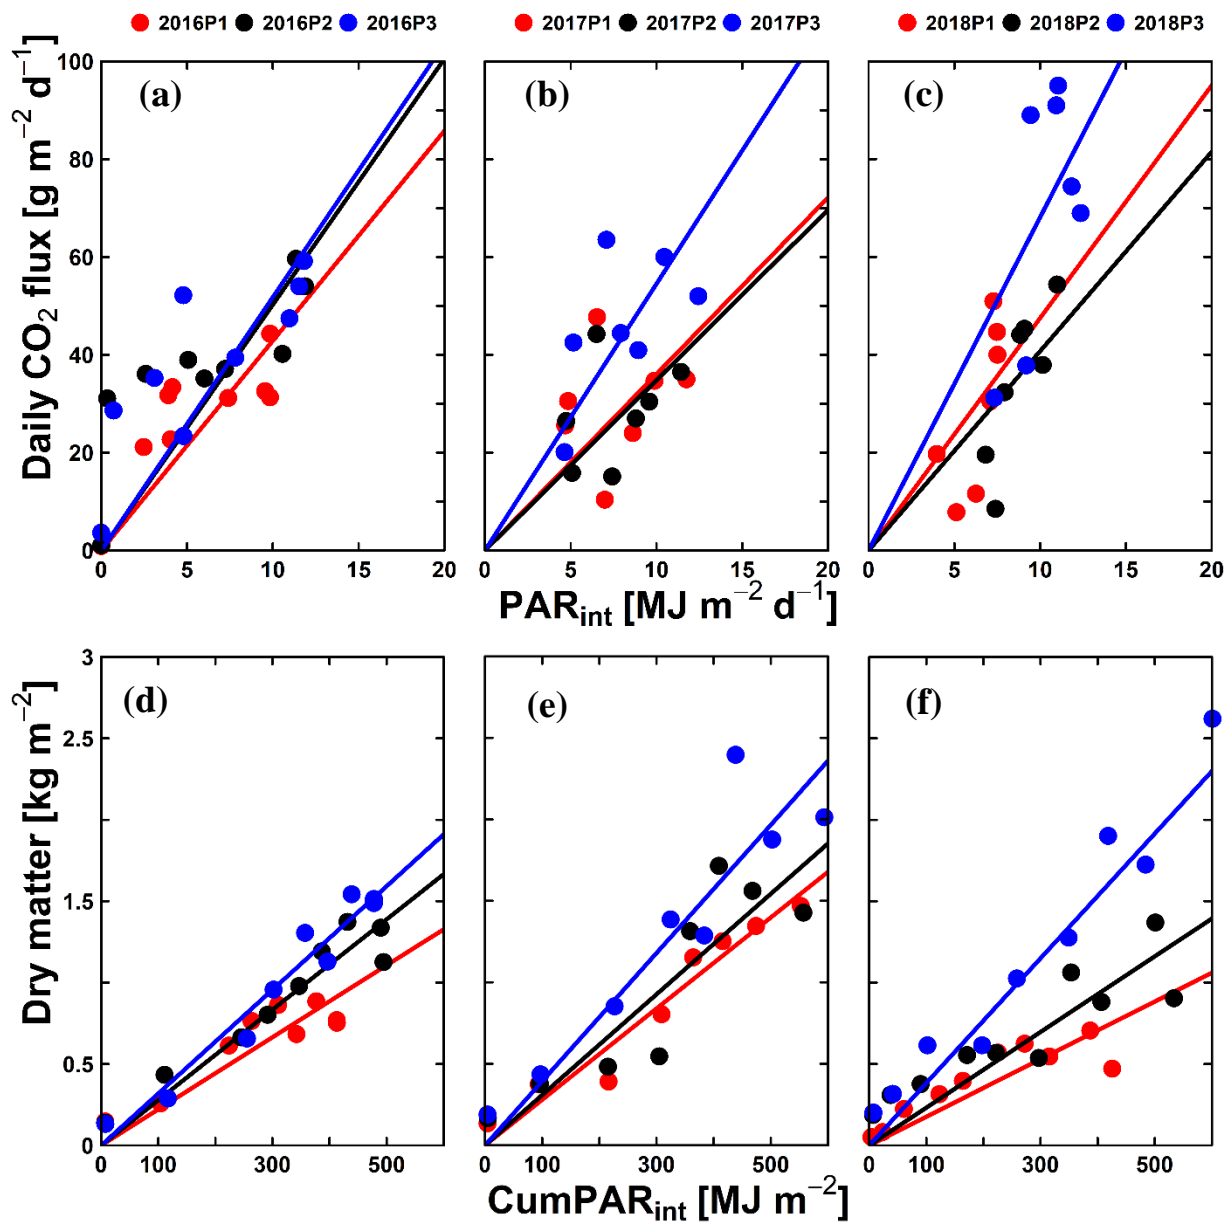 2016P1 2016P2 2016P3
2017P1 2017P2 2017P3
2018P1 2018P2 2018P3
Daily CO₂ flux [g m⁻² d⁻¹]
100
80
60
40
20
0
(a)
(b)
(c)
0 5 10 15 20
0 5 10 15 20
0 5 10 15 20
PARint [MJ m⁻² d⁻¹]
Dry matter [kg m⁻²]
3
2.5
1.5
0.5
0
(d)
(e)
(f)
100 300 500
0 100 300 500
0 100 300 500
CumPARint [MJ m⁻²]